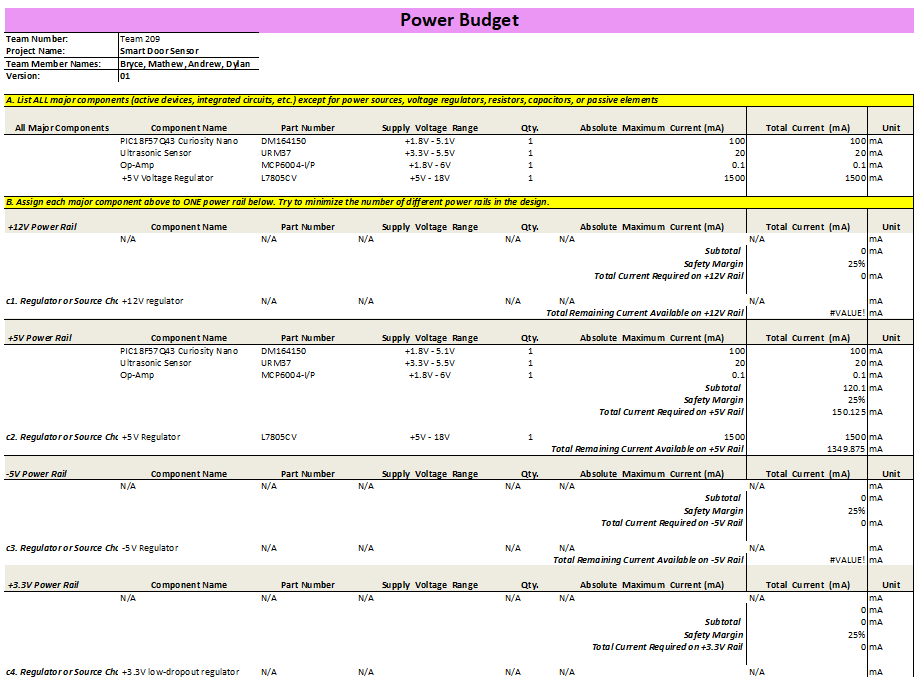 Power Budget
Team Number: Team 209
Project Name: Smart Door Sensor
Team Member Names: Bryce, Mathew, Andrew, Dylan
Version: 01
A. List ALL major components (active devices, integrated circuits, etc.) except for power sources, voltage regulators, resistors, capacitors, or passive elements
All Major Components Component Name Part Number Supply Voltage Range Qty. Absolute Maximum Current (mA) Total Current (mA) Unit
PIC18F57Q43 Curiosity Nano DM164150 +1.8V - 5.1V 1 100 100 mA
Ultrasonic Sensor URM37 +3.3V - 5.5V 1 20 20 mA
Op-Amp MCP6004-I/P +1.8V - 6V 1 0.1 0.1 mA
+5V Voltage Regulator L7805CV +5V - 18V 1 1500 1500 mA
B. Assign each major component above to ONE power rail below. Try to minimize the number of different power rails in the design.
+12V Power Rail Component Name Part Number Supply Voltage Range Qty. Absolute Maximum Current (mA) Total Current (mA) Unit
N/A N/A N/A N/A N/A N/A mA
Subtotal 0 mA
Safety Margin 25%
Total Current Required on +12V Rail 0 mA
c1. Regulator or Source Cho +12V regulator N/A N/A N/A N/A N/A mA
Total Remaining Current Available on +12V Rail #VALUE! mA
+5V Power Rail Component Name Part Number Supply Voltage Range Qty. Absolute Maximum Current (mA) Total Current (mA) Unit
PIC18F57Q43 Curiosity Nano DM164150 +1.8V - 5.1V 1 100 100 mA
Ultrasonic Sensor URM37 +3.3V - 5.5V 1 20 20 mA
Op-Amp MCP6004-I/P +1.8V - 6V 1 0.1 0.1 mA
Subtotal 120.1 mA
Safety Margin 25%
Total Current Required on +5V Rail 150.125 mA
c2. Regulator or Source Cho +5V Regulator L7805CV +5V - 18V 1 1500 1500 mA
Total Remaining Current Available on +5V Rail 1349.875 mA
-5V Power Rail Component Name Part Number Supply Voltage Range Qty. Absolute Maximum Current (mA) Total Current (mA) Unit
N/A N/A N/A N/A N/A N/A mA
Subtotal 0 mA
Safety Margin 25%
Total Current Required on -5V Rail 0 mA
c3. Regulator or Source Cho -5V Regulator N/A N/A N/A N/A N/A mA
Total Remaining Current Available on -5V Rail #VALUE! mA
+3.3V Power Rail Component Name Part Number Supply Voltage Range Qty. Absolute Maximum Current (mA) Total Current (mA) Unit
N/A N/A N/A N/A N/A N/A mA
0 mA
Subtotal 0 mA
Safety Margin 25%
Total Current Required on +3.3V Rail 0 mA
c4. Regulator or Source Cho +3.3V low-dropout regulator N/A N/A N/A N/A N/A mA